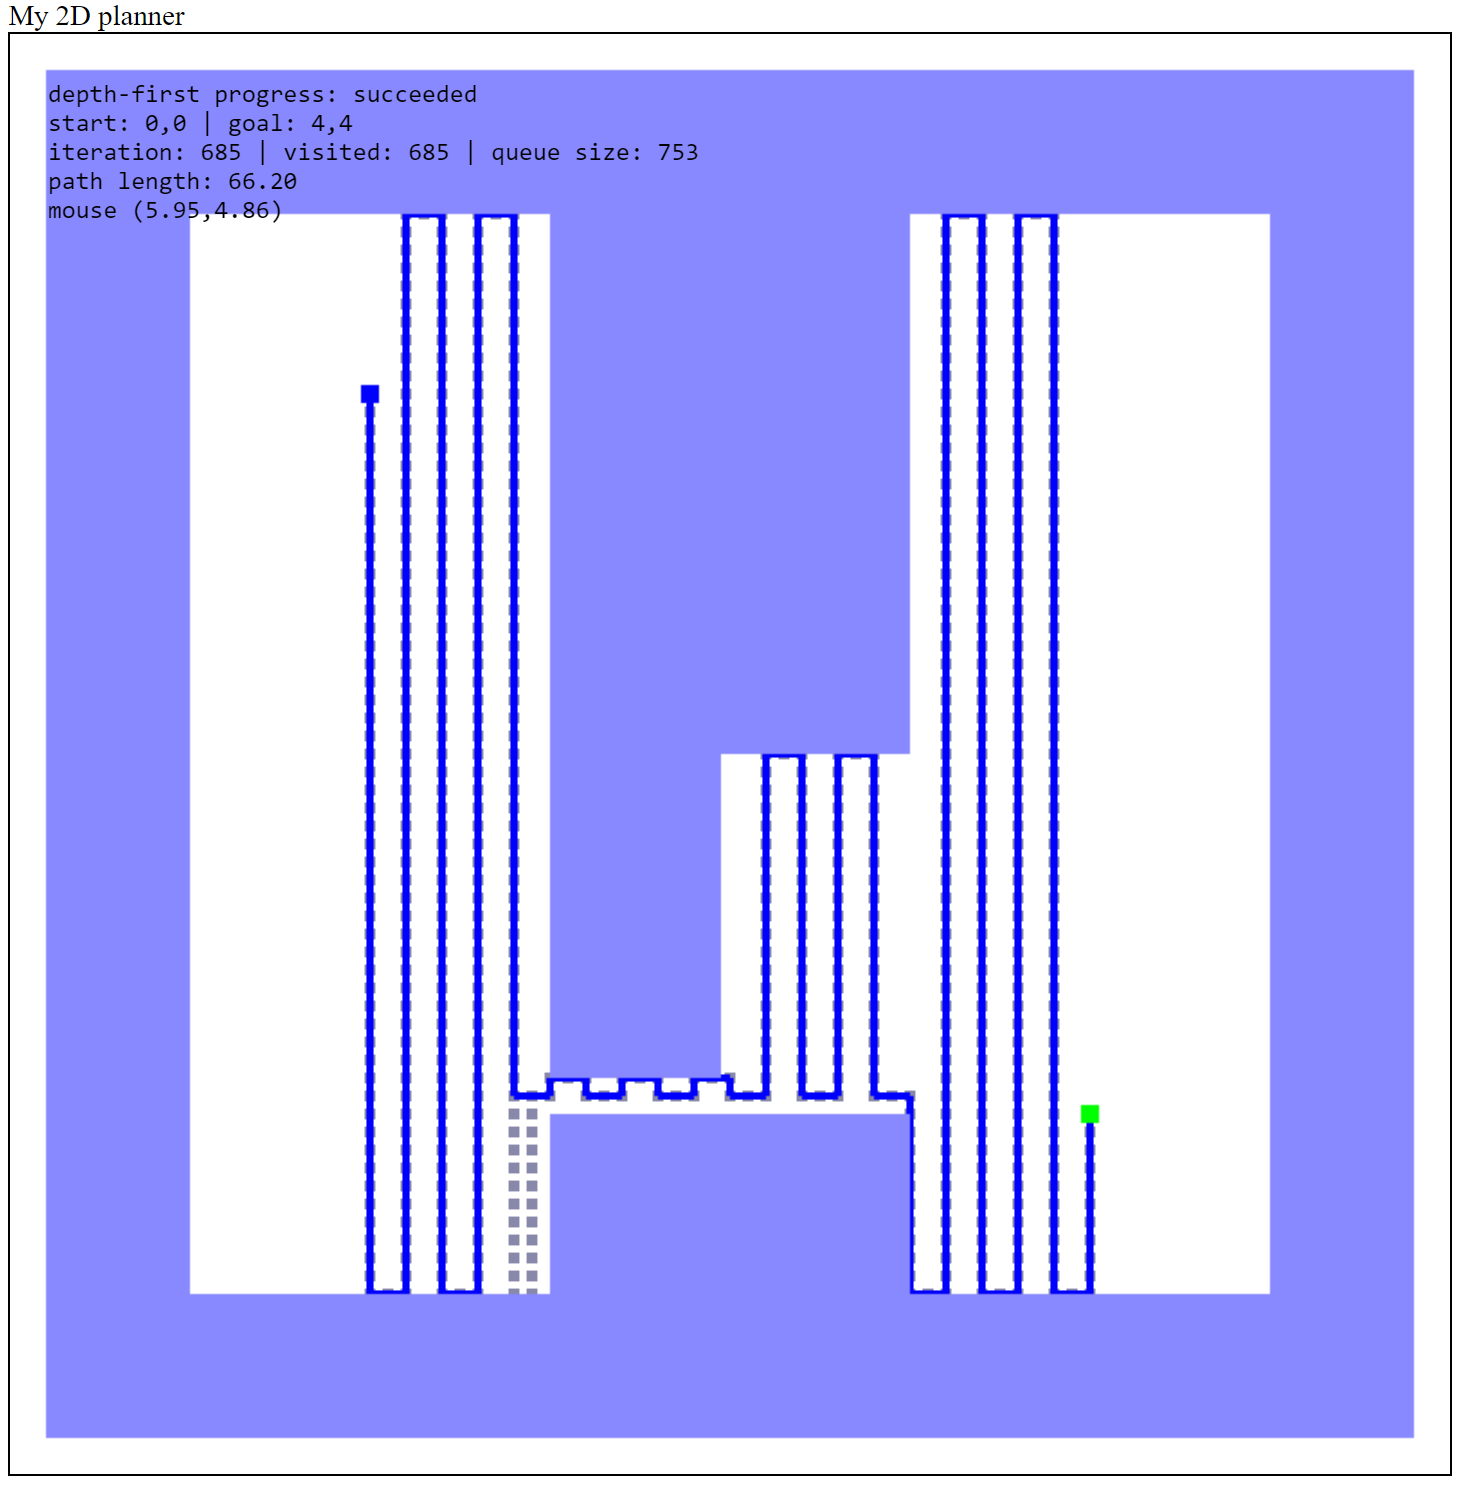 My 2D planner
depth-first progress: succeeded
start: 0,0 | goal: 4,4
iteration: 685 | visited: 685 | queue size: 753
path length: 66.20
mouse (5.95,4.86)